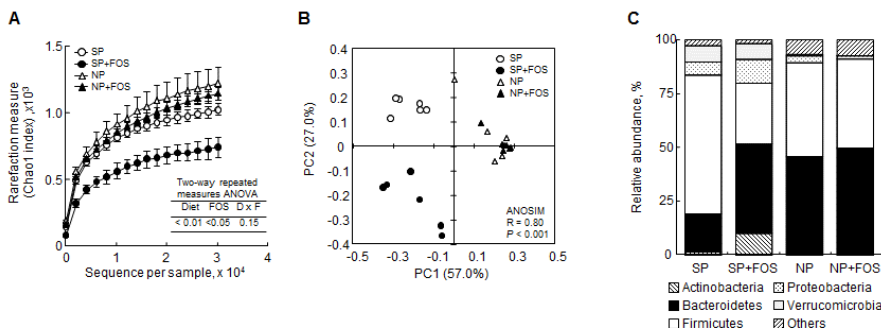 A
Rarefaction measure
(Chao1 index), x10³
1.5
1.0
0.5
0.0
SP
SP+FOS
NP
NP+FOS
Two-way repeated
measures ANOVA
Diet FOS D x F
< 0.01 <0.05 0.15
0 1 2 3 4
Sequence per sample, x 10⁴
B
PC2 (27.0%)
0.4
0.3
0.2
0.1
0
-0.1
-0.2
-0.3
-0.4
SP
SP+FOS
NP
NP+FOS
ANOSIM
R = 0.80
P < 0.001
-0.5 -0.3 -0.1 0.1 0.3 0.5
PC1 (57.0%)
C
Relative abundance, %
100
75
50
25
0
SP SP+FOS NP NP+FOS
Actinobacteria Proteobacteria
Bacteroidetes Verrucomicrobia
Firmicutes Others